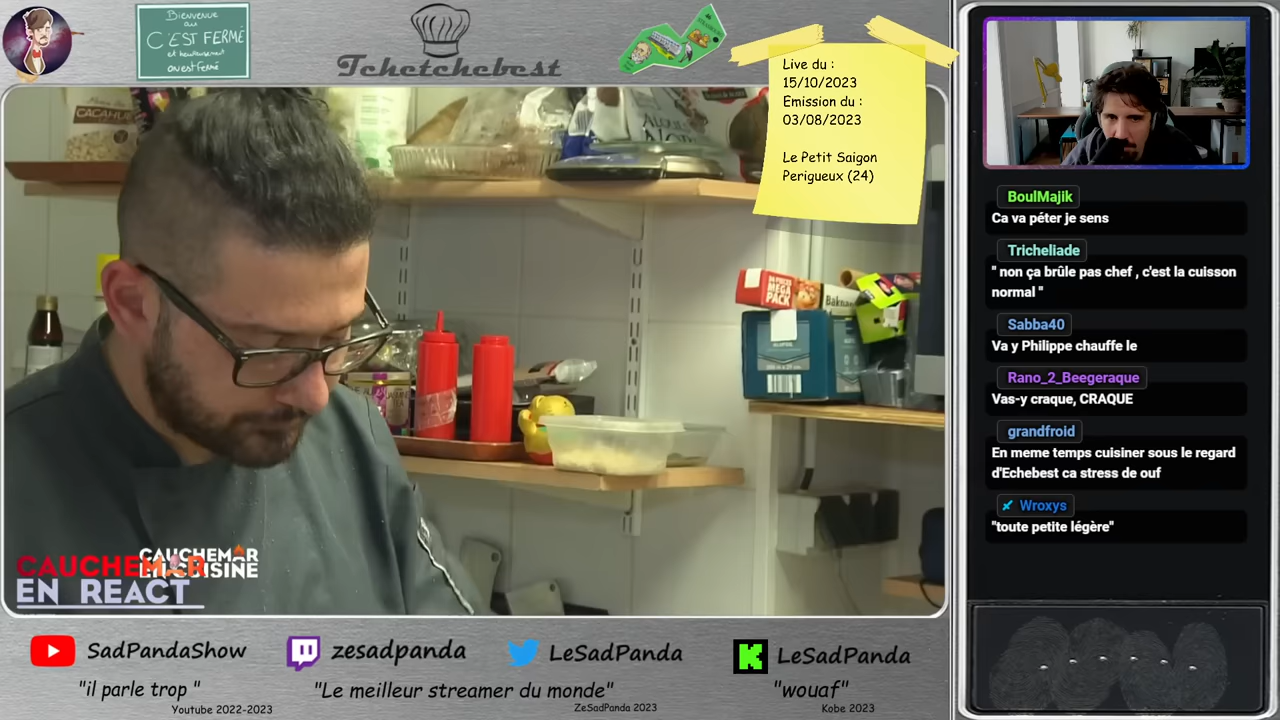 Bienvenue
au
C'EST FERMÉ
et heureusement
ouvest Fermé
Tchetchebest
Live du :
15/10/2023
Emission du :
03/08/2023
Le Petit Saigon
Perigueux (24)
CACAHUÈ
MEGA
PACK
CAUCHEMAR
EN CUISINE
CAUCHEMAR
EN REACT
BoulMajik
Ca va péter je sens
Tricheliade
" non ça brûle pas chef , c'est la cuisson
normal "
Sabba40
Va y Philippe chauffe le
Rano_2_Beegeraque
Vas-y craque, CRAQUE
grandfroid
En meme temps cuisiner sous le regard
d'Echebest ca stress de ouf
Wroxys
"toute petite légère"
SadPandaShow
zesadpanda
LeSadPanda
LeSadPanda
"il parle trop "
Youtube 2022-2023
"Le meilleur streamer du monde"
ZeSadPanda 2023
"wouaf"
Kobe 2023